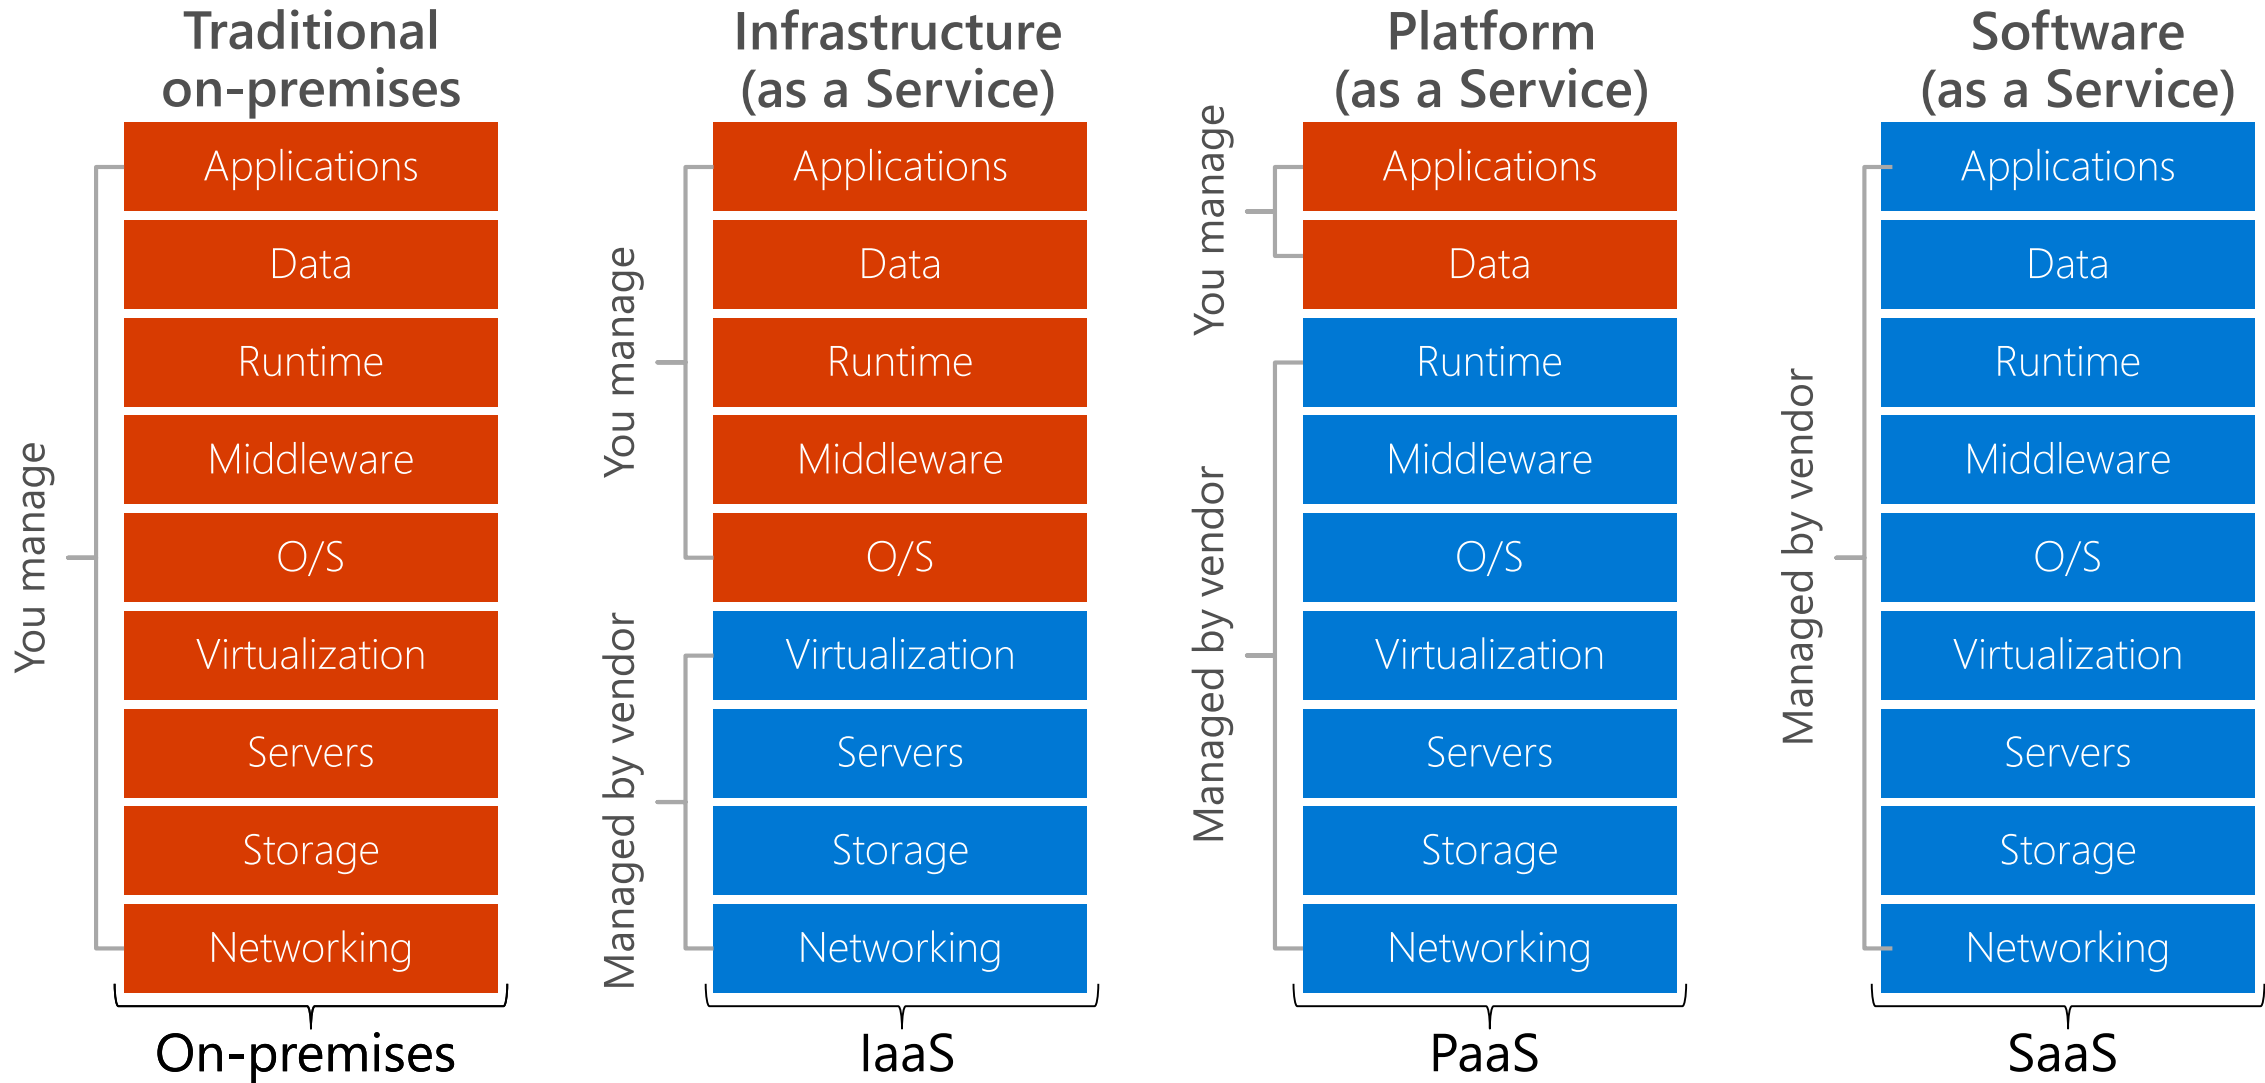 Traditional
on-premises
You manage
Applications
Data
Runtime
Middleware
O/S
Virtualization
Servers
Storage
Networking
On-premises
Infrastructure
(as a Service)
You manage
Managed by vendor
Applications
Data
Runtime
Middleware
O/S
Virtualization
Servers
Storage
Networking
IaaS
Platform
(as a Service)
You manage
Managed by vendor
Applications
Data
Runtime
Middleware
O/S
Virtualization
Servers
Storage
Networking
PaaS
Software
(as a Service)
Managed by vendor
Applications
Data
Runtime
Middleware
O/S
Virtualization
Servers
Storage
Networking
SaaS